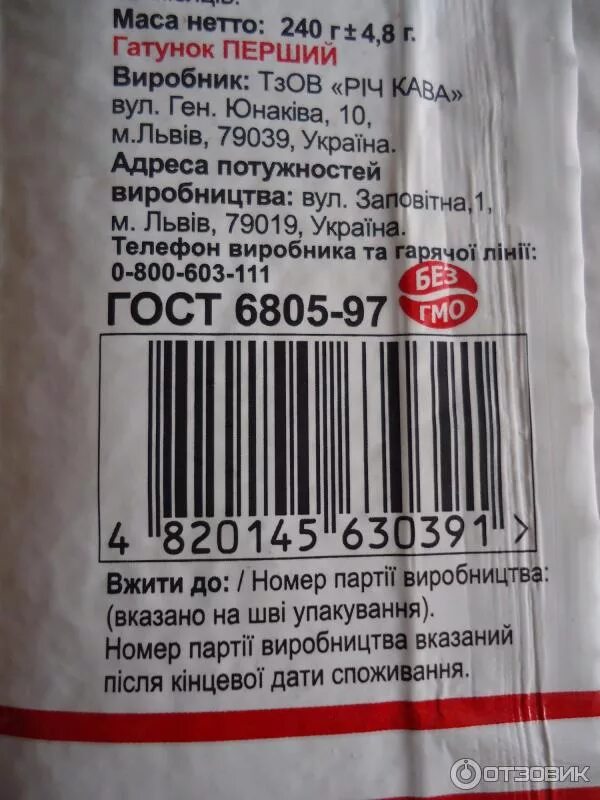 Маса нетто: 240 г ± 4,8 г.
Гатунок ПЕРШИЙ
Виробник: ТзОВ «РІЧ КАВА»
вул. Ген. Юнаківа, 10,
м.Львів, 79039, Україна.
Адреса потужностей
виробництва: вул. Заповітна,1,
м. Львів, 79019, Україна.
Телефон виробника та гарячої лінії:
0-800-603-111
БЕЗ
ГМО
ГОСТ 6805-97
4 820145 630391 >
Вжити до: / Номер партії виробництва:
(вказано на шві упакування).
Номер партії виробництва вказаний
після кінцевої дати споживання.
ОТЗОВИК